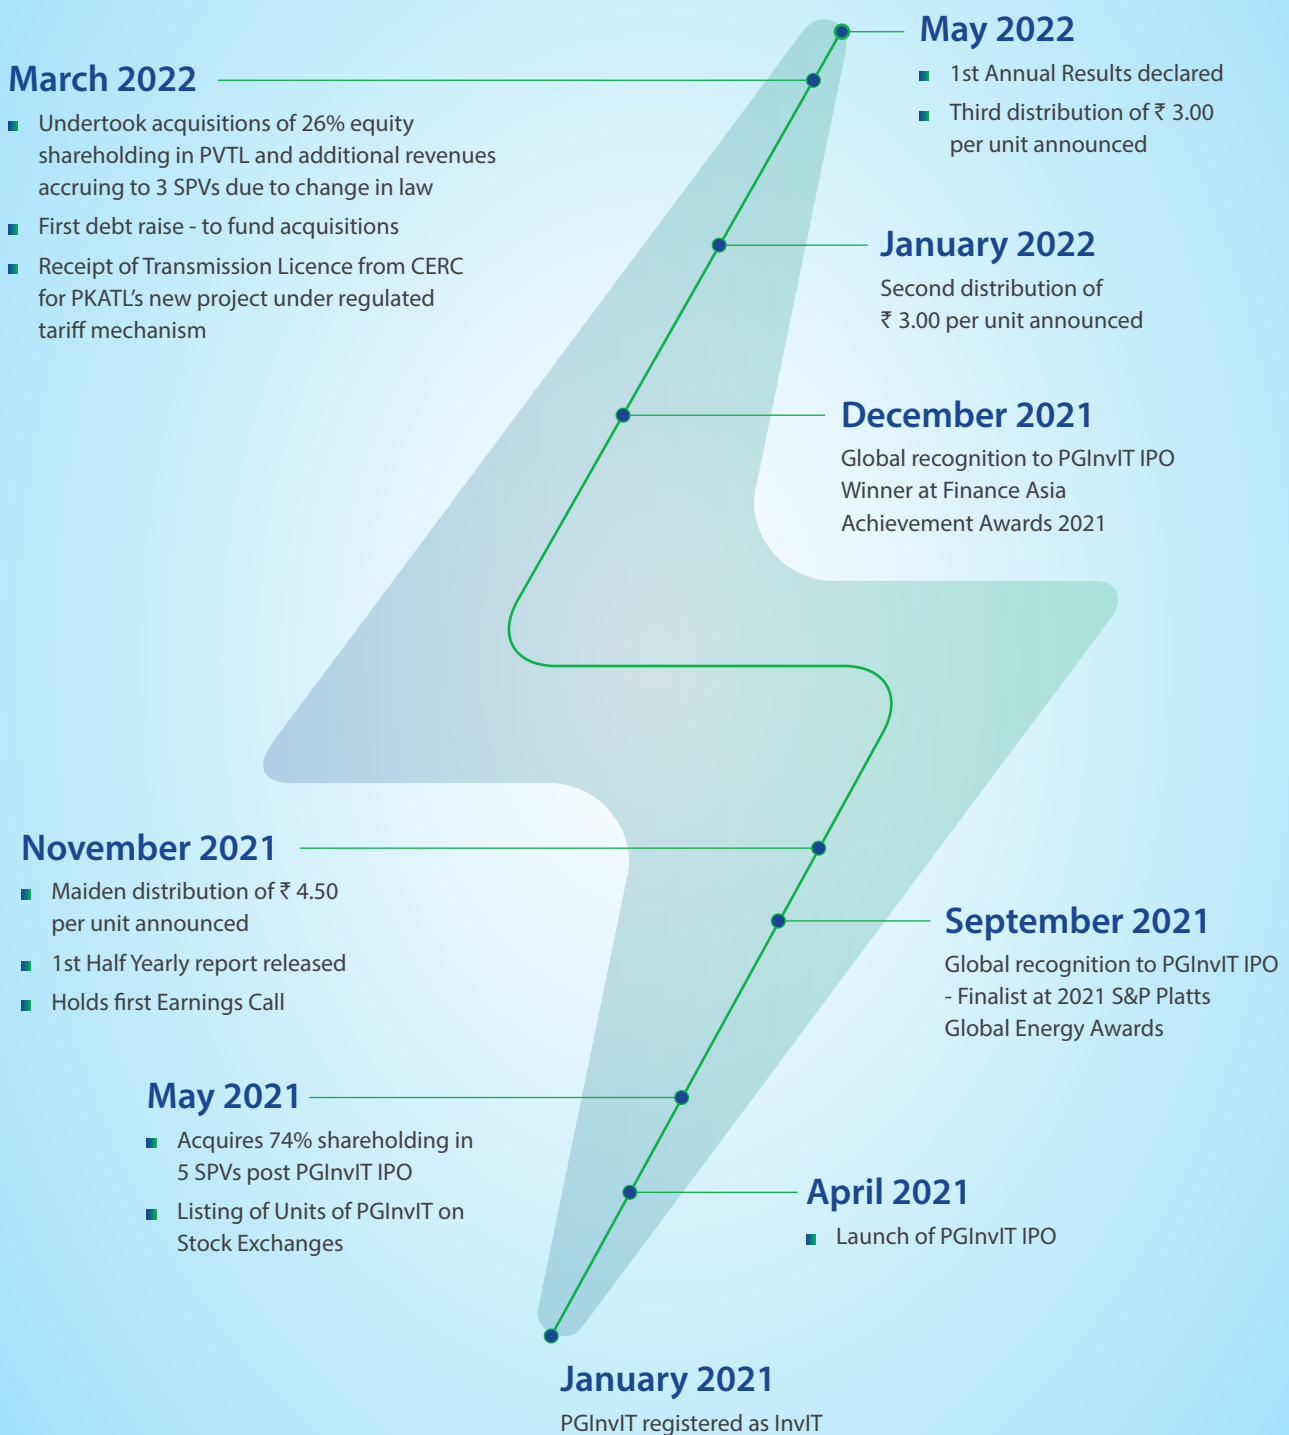 May 2022
1st Annual Results declared
Third distribution of ₹ 3.00
per unit announced
March 2022
Undertook acquisitions of 26% equity
shareholding in PVTL and additional revenues
accruing to 3 SPVs due to change in law
First debt raise - to fund acquisitions
Receipt of Transmission Licence from CERC
for PKATL’s new project under regulated
tariff mechanism
January 2022
Second distribution of
₹ 3.00 per unit announced
December 2021
Global recognition to PGInvIT IPO
Winner at Finance Asia
Achievement Awards 2021
November 2021
Maiden distribution of ₹ 4.50
per unit announced
1st Half Yearly report released
Holds first Earnings Call
September 2021
Global recognition to PGInvIT IPO
- Finalist at 2021 S&P Platts
Global Energy Awards
May 2021
Acquires 74% shareholding in
5 SPVs post PGInvIT IPO
Listing of Units of PGInvIT on
Stock Exchanges
April 2021
Launch of PGInvIT IPO
January 2021
PGInvIT registered as InvIT